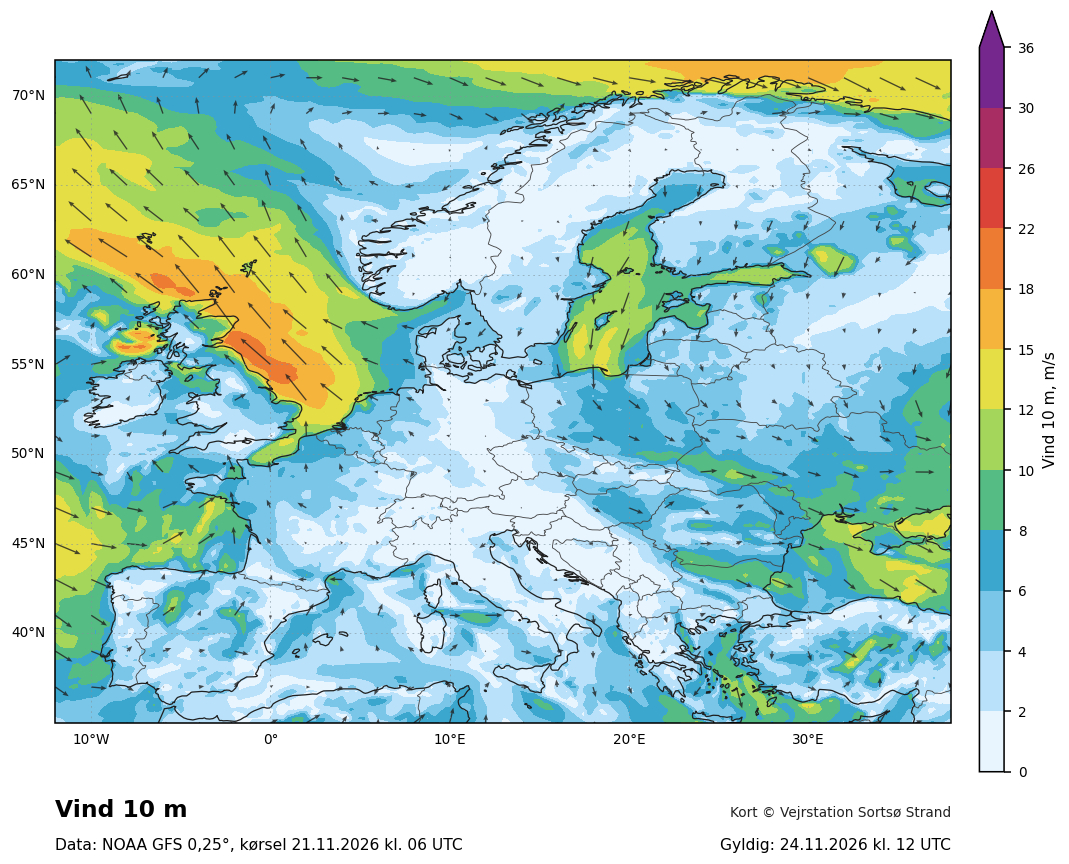 36
30
26
22
18
15
12
10
8
6
4
2
0
Vind 10 m, m/s
70°N
65°N
60°N
55°N
50°N
45°N
40°N
10°W
0°
10°E
20°E
30°E
Vind 10 m
Kort © Vejrstation Sortsø Strand
Data: NOAA GFS 0,25°, kørsel 21.11.2026 kl. 06 UTC
Gyldig: 24.11.2026 kl. 12 UTC